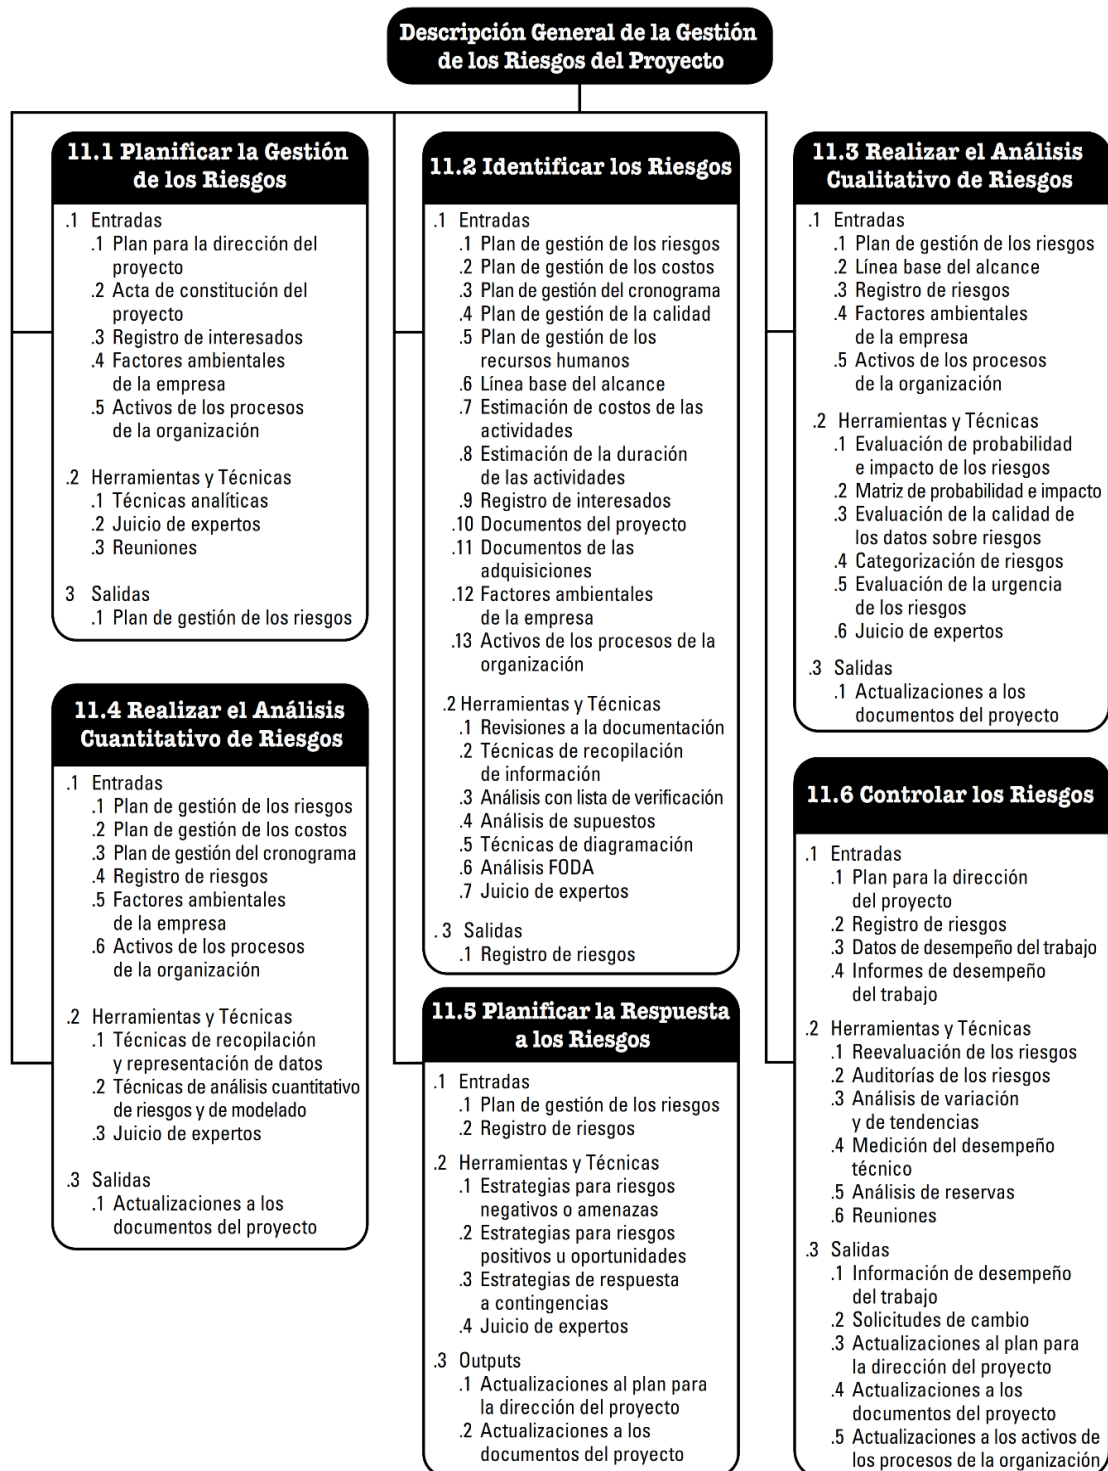 Descripción General de la Gestión
de los Riesgos del Proyecto
11.1 Planificar la Gestión
de los Riesgos
.1 Entradas
.1 Plan para la dirección del
proyecto
.2 Acta de constitución del
proyecto
.3 Registro de interesados
.4 Factores ambientales
de la empresa
.5 Activos de los procesos
de la organización
.2 Herramientas y Técnicas
.1 Técnicas analíticas
.2 Juicio de expertos
.3 Reuniones
3 Salidas
.1 Plan de gestión de los riesgos
11.2 Identificar los Riesgos
.1 Entradas
.1 Plan de gestión de los riesgos
.2 Plan de gestión de los costos
.3 Plan de gestión del cronograma
.4 Plan de gestión de la calidad
.5 Plan de gestión de los
recursos humanos
.6 Línea base del alcance
.7 Estimación de costos de las
actividades
.8 Estimación de la duración
de las actividades
.9 Registro de interesados
.10 Documentos del proyecto
.11 Documentos de las
adquisiciones
.12 Factores ambientales
de la empresa
.13 Activos de los procesos de la
organización
.2 Herramientas y Técnicas
.1 Revisiones a la documentación
.2 Técnicas de recopilación
de información
.3 Análisis con lista de verificación
.4 Análisis de supuestos
.5 Técnicas de diagramación
.6 Análisis FODA
.7 Juicio de expertos
. 3 Salidas
.1 Registro de riesgos
11.3 Realizar el Análisis
Cualitativo de Riesgos
.1 Entradas
.1 Plan de gestión de los riesgos
.2 Línea base del alcance
.3 Registro de riesgos
.4 Factores ambientales
de la empresa
.5 Activos de los procesos
de la organización
.2 Herramientas y Técnicas
.1 Evaluación de probabilidad
e impacto de los riesgos
.2 Matriz de probabilidad e impacto
.3 Evaluación de la calidad de
los datos sobre riesgos
.4 Categorización de riesgos
.5 Evaluación de la urgencia
de los riesgos
.6 Juicio de expertos
.3 Salidas
.1 Actualizaciones a los
documentos del proyecto
11.4 Realizar el Análisis
Cuantitativo de Riesgos
.1 Entradas
.1 Plan de gestión de los riesgos
.2 Plan de gestión de los costos
.3 Plan de gestión del cronograma
.4 Registro de riesgos
.5 Factores ambientales
de la empresa
.6 Activos de los procesos
de la organización
.2 Herramientas y Técnicas
.1 Técnicas de recopilación
y representación de datos
.2 Técnicas de análisis cuantitativo
de riesgos y de modelado
.3 Juicio de expertos
.3 Salidas
.1 Actualizaciones a los
documentos del proyecto
11.5 Planificar la Respuesta
a los Riesgos
.1 Entradas
.1 Plan de gestión de los riesgos
.2 Registro de riesgos
.2 Herramientas y Técnicas
.1 Estrategias para riesgos
negativos o amenazas
.2 Estrategias para riesgos
positivos u oportunidades
.3 Estrategias de respuesta
a contingencias
.4 Juicio de expertos
.3 Outputs
.1 Actualizaciones al plan para
la dirección del proyecto
.2 Actualizaciones a los
documentos del proyecto
11.6 Controlar los Riesgos
.1 Entradas
.1 Plan para la dirección
del proyecto
.2 Registro de riesgos
.3 Datos de desempeño del trabajo
.4 Informes de desempeño
del trabajo
.2 Herramientas y Técnicas
.1 Reevaluación de los riesgos
.2 Auditorías de los riesgos
.3 Análisis de variación
y de tendencias
.4 Medición del desempeño
técnico
.5 Análisis de reservas
.6 Reuniones
.3 Salidas
.1 Información de desempeño
del trabajo
.2 Solicitudes de cambio
.3 Actualizaciones al plan para
la dirección del proyecto
.4 Actualizaciones a los
documentos del proyecto
.5 Actualizaciones a los activos de
los procesos de la organización